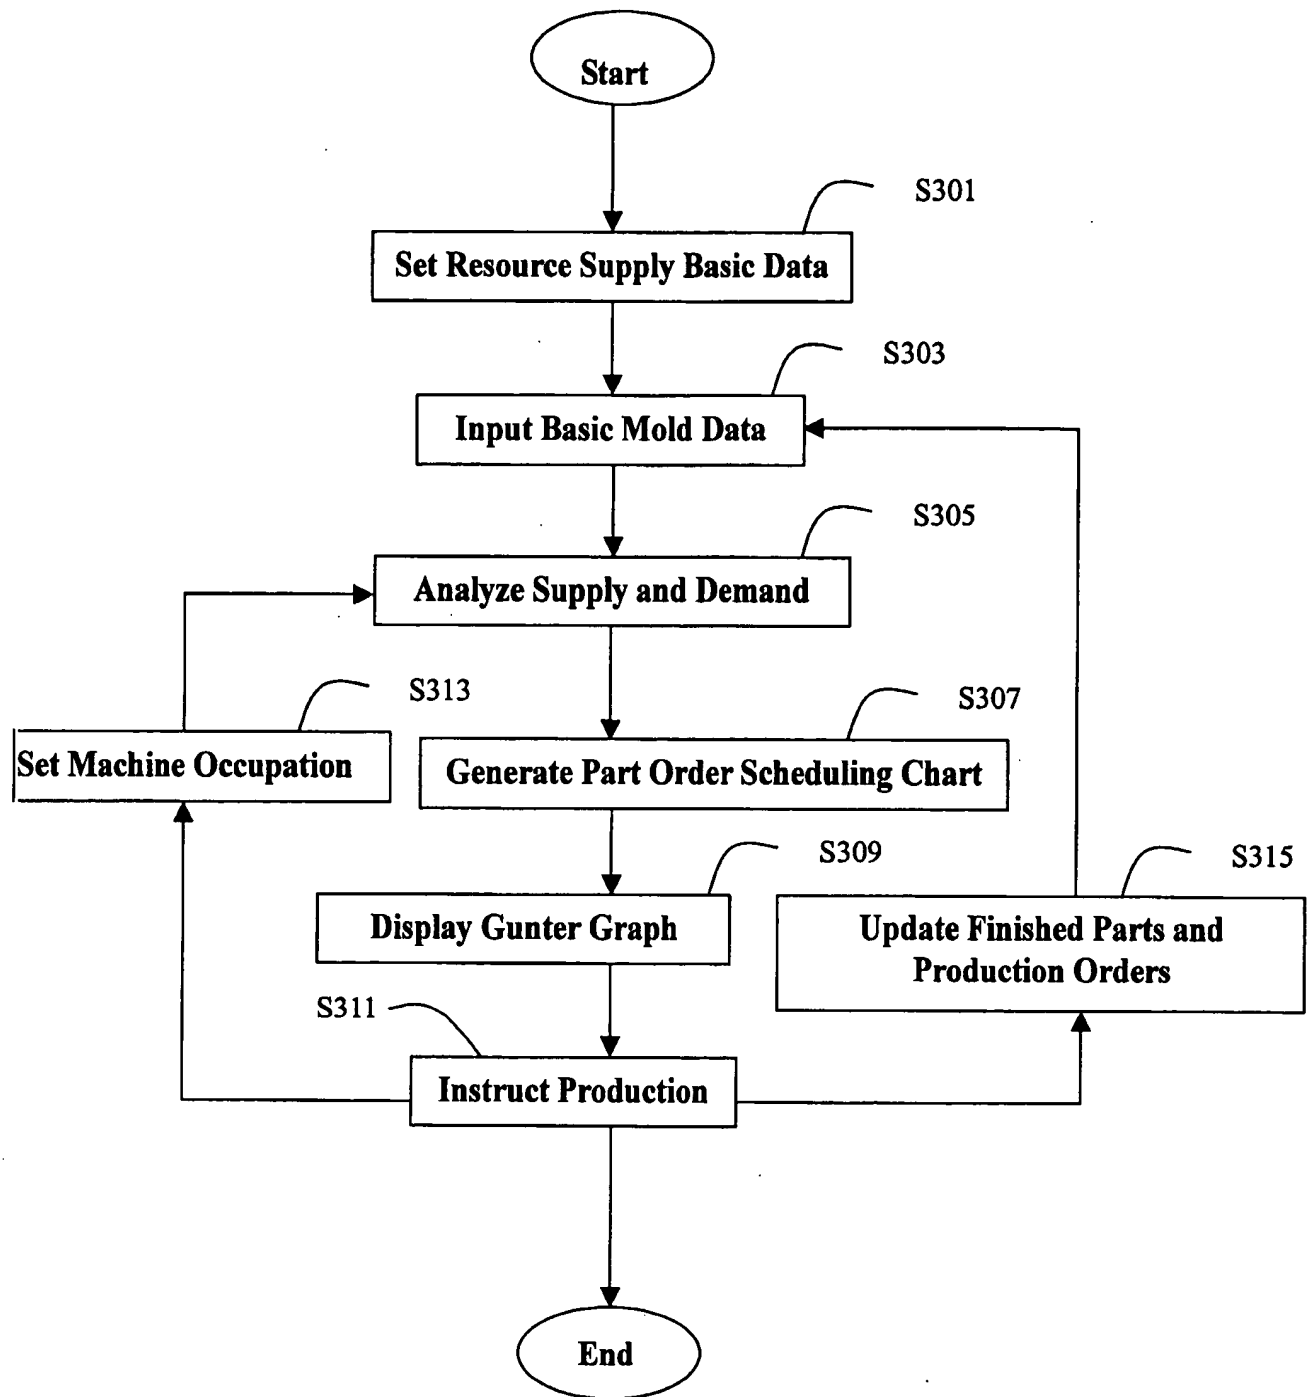 Start
S301
Set Resource Supply Basic Data
S303
Input Basic Mold Data
S305
Analyze Supply and Demand
S313
S307
Set Machine Occupation
Generate Part Order Scheduling Chart
S309
S315
Display Gunter Graph
Update Finished Parts and
Production Orders
S311
Instruct Production
End